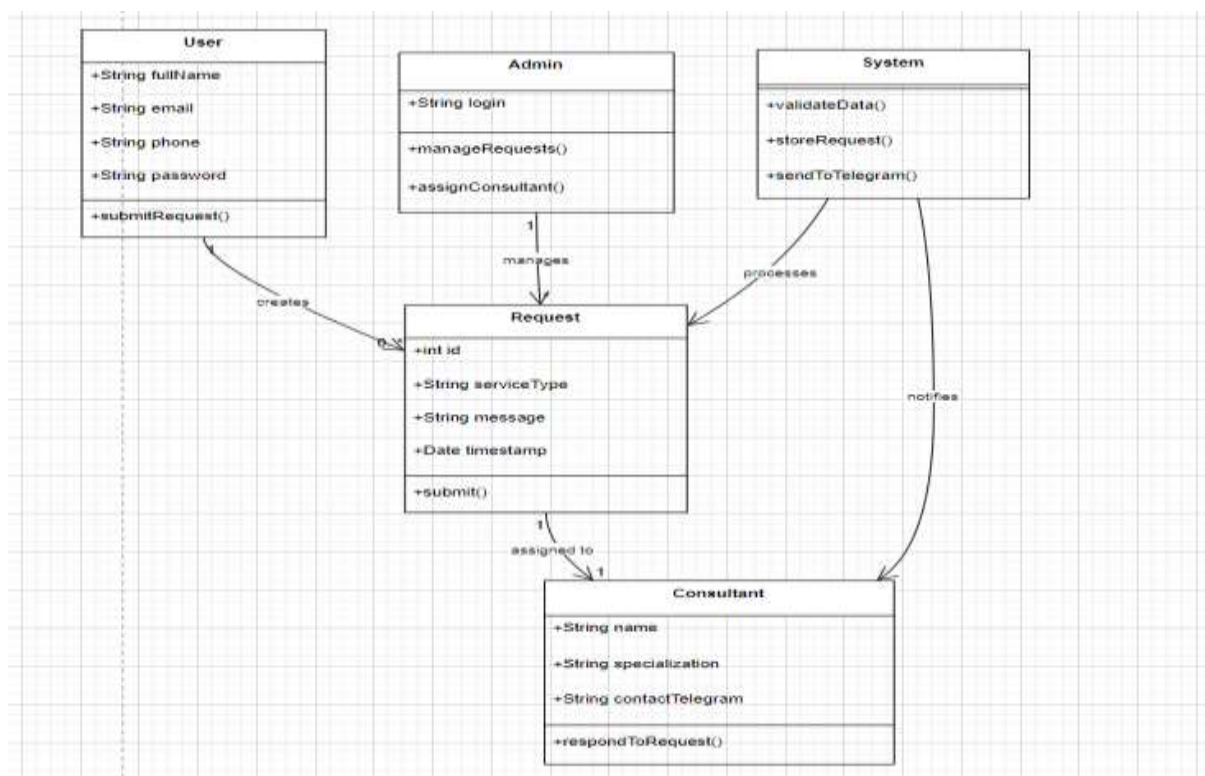 User
+String fullName
+String email
+String phone
+String password
+submitRequest()
Admin
+String login
+manageRequests()
+assignConsultant()
System
+validateData()
+storeRequest()
+sendToTelegram()
1
creates
1
manages
processes
notifies
Request
+int id
+String serviceType
+String message
+Date timestamp
+submit()
1
assigned to
1
Consultant
+String name
+String specialization
+String contactTelegram
+respondToRequest()